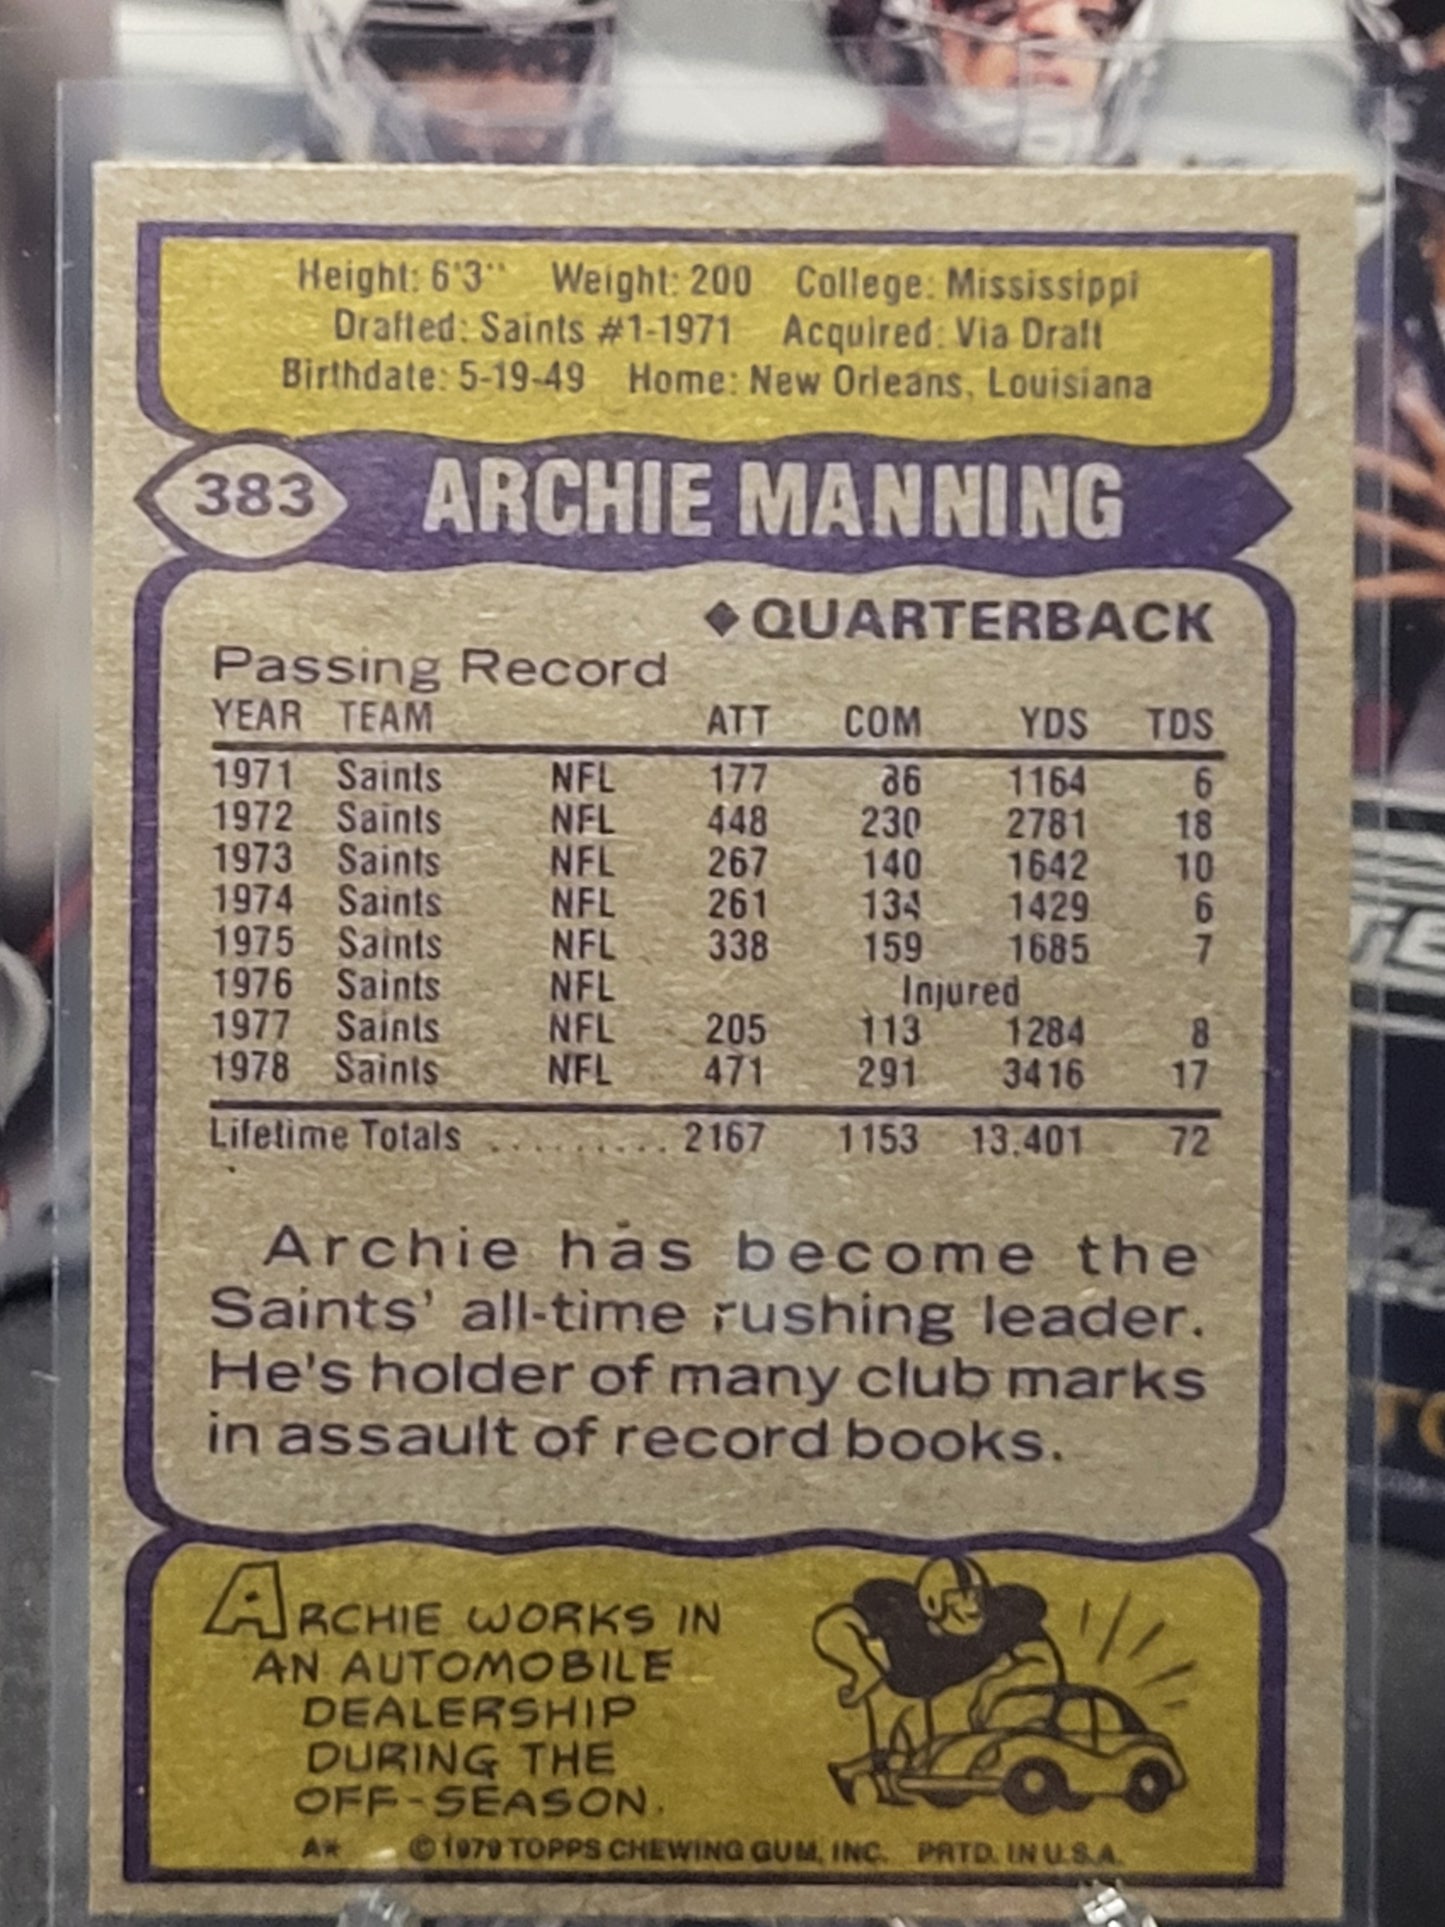 Height: 6'3'' Weight: 200 College: Mississippi
Drafted: Saints #1-1971 Acquired: Via Draft
Birthdate: 5-19-49 Home: New Orleans, Louisiana
383 ARCHIE MANNING
◆QUARTERBACK
Passing Record
YEAR TEAM ATT COM YDS TDS
1971 Saints NFL 177 86 1164 6
1972 Saints NFL 448 230 2781 18
1973 Saints NFL 267 140 1642 10
1974 Saints NFL 261 134 1429 6
1975 Saints NFL 338 159 1685 7
1976 Saints NFL Injured
1977 Saints NFL 205 113 1284 8
1978 Saints NFL 471 291 3416 17
Lifetime Totals .......... 2167 1153 13,401 72
Archie has become the
Saints' all-time rushing leader.
He's holder of many club marks
in assault of record books.
ARCHIE WORKS IN
AN AUTOMOBILE
DEALERSHIP
DURING THE
OFF-SEASON.
A* © 1979 TOPPS CHEWING GUM, INC. PRTD. IN U.S.A.